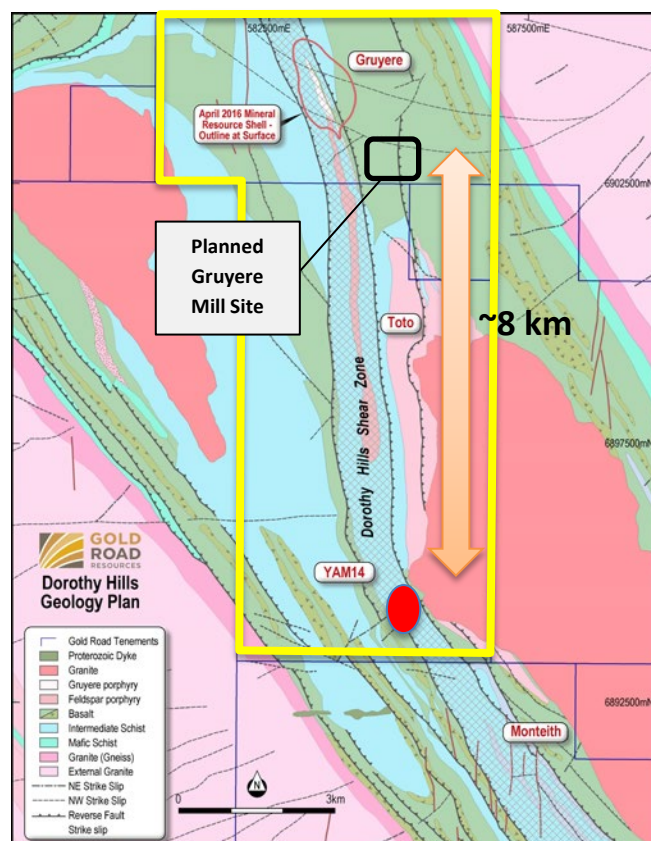 582500mE
587500mE
Gruyere
April 2016 Mineral
Resource Shell -
Outline at Surface
6902500mN
Planned
Gruyere
Mill Site
Toto
~8 km
Dorothy Hills Shear Zone
6897500mN
YAM14
GOLD
ROAD
RESOURCES
Dorothy Hills
Geology Plan
Gold Road Tenements
Proterozoic Dyke
Granite
Gruyere porphyry
Feldspar porphyry
Basalt
Intermediate Schist
Mafic Schist
Granite (Gneiss)
External Granite
NE Strike Slip
NW Strike Slip
Reverse Fault
Strike slip
6892500mN
Monteith
N
0
3km